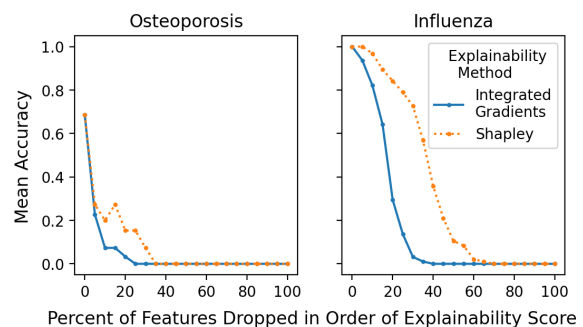 Osteoporosis
Influenza
Mean Accuracy
1.0
0.8
0.6
0.4
0.2
0.0
Explainability
Method
Integrated
Gradients
Shapley
0 20 40 60 80 100
0 20 40 60 80 100
Percent of Features Dropped in Order of Explainability Score